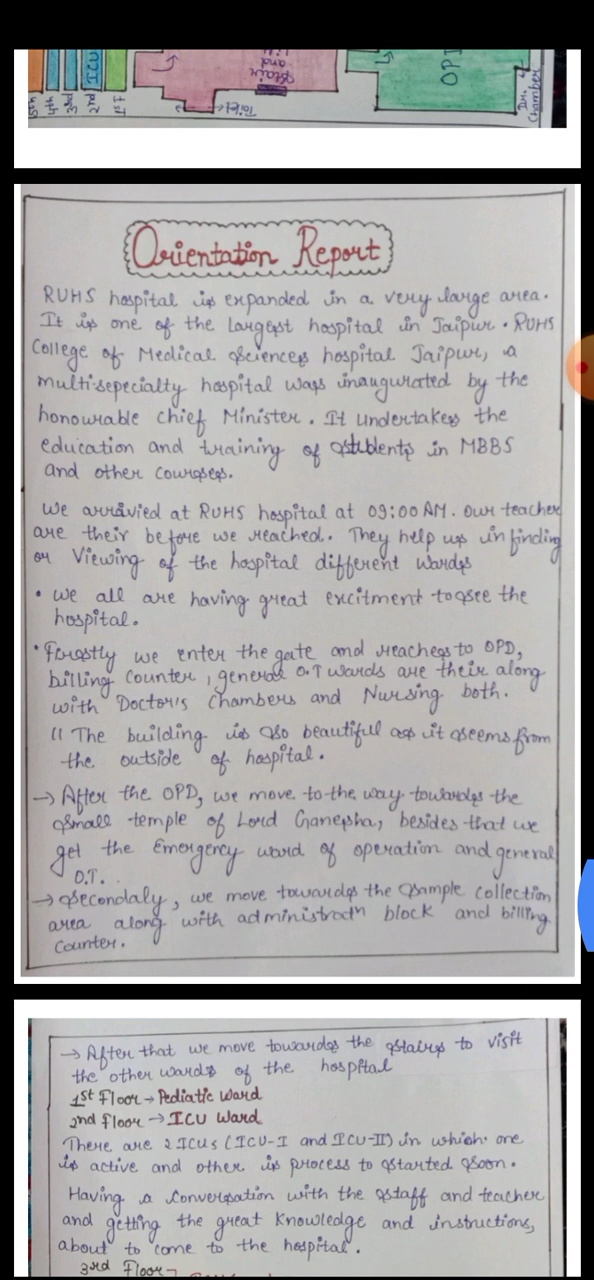 5th
4th
3rd
2nd ICU
1st
Stair
and
Toilet
OPD
Dr.
Chamber
Orientation Report
RUHS hospital is expanded in a very large area.
It is one of the largest hospital in Jaipur. RUHS
College of Medical Sciences hospital Jaipur, a
multi-sepecialty hospital was inaugurated by the
honourable chief Minister. It undertakes the
education and training of students in MBBS
and other courses.
We arravied at RUHS hospital at 09:00 AM. Our teacher
are their before we reached. They help us in finding
or Viewing of the hospital different wards
• We all are having great excitment to see the
hospital.
• Firestly we enter the gate and reaches to OPD,
billing counter, general O.T wards are their along
with Doctor's Chambers and Nursing both.
" The building is so beautiful as it seems from
the outside of hospital.
→ After the OPD, we move to the way towards the
small temple of Lord Ganepsha, besides that we
get the Emergency ward of operation and general
O.T..
→ Secondaly, we move towards the Sample collection
area along with administratn block and billing
Counter.
→ After that we move towards the stairs to visit
the other wards of the hospital
1st Floor → Pediatic Ward
2nd Floor → ICU Ward
There are 2 ICUs (ICU-I and ICU-II) in which one
is active and other is process to started soon.
Having a conversation with the staff and teacher
and getting the great knowledge and instructions,
about to come to the hospital.
3rd Floor →